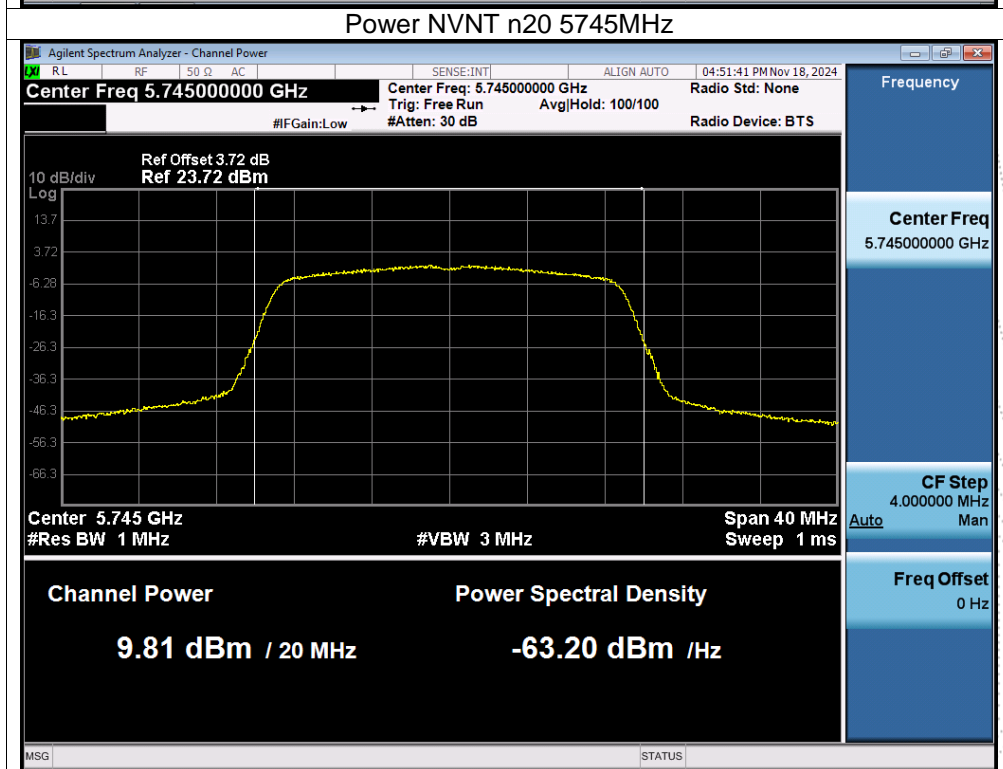 Power NVNT n20 5745MHz
Agilent Spectrum Analyzer - Channel Power
LXI RL RF 50 Ω AC SENSE:INT ALIGN AUTO 04:51:41 PM Nov 18, 2024
Center Freq 5.745000000 GHz
Center Freq: 5.745000000 GHz
Radio Std: None
Trig: Free Run Avg|Hold: 100/100
#IFGain:Low
#Atten: 30 dB
Radio Device: BTS
Ref Offset 3.72 dB
10 dB/div Ref 23.72 dBm
Log
13.7
3.72
-6.28
-16.3
-26.3
-36.3
-46.3
-56.3
-66.3
Center 5.745 GHz Span 40 MHz
#Res BW 1 MHz #VBW 3 MHz Sweep 1 ms
Channel Power Power Spectral Density
9.81 dBm / 20 MHz -63.20 dBm /Hz
Frequency
Center Freq
5.745000000 GHz
CF Step
4.000000 MHz
Auto Man
Freq Offset
0 Hz
MSG STATUS